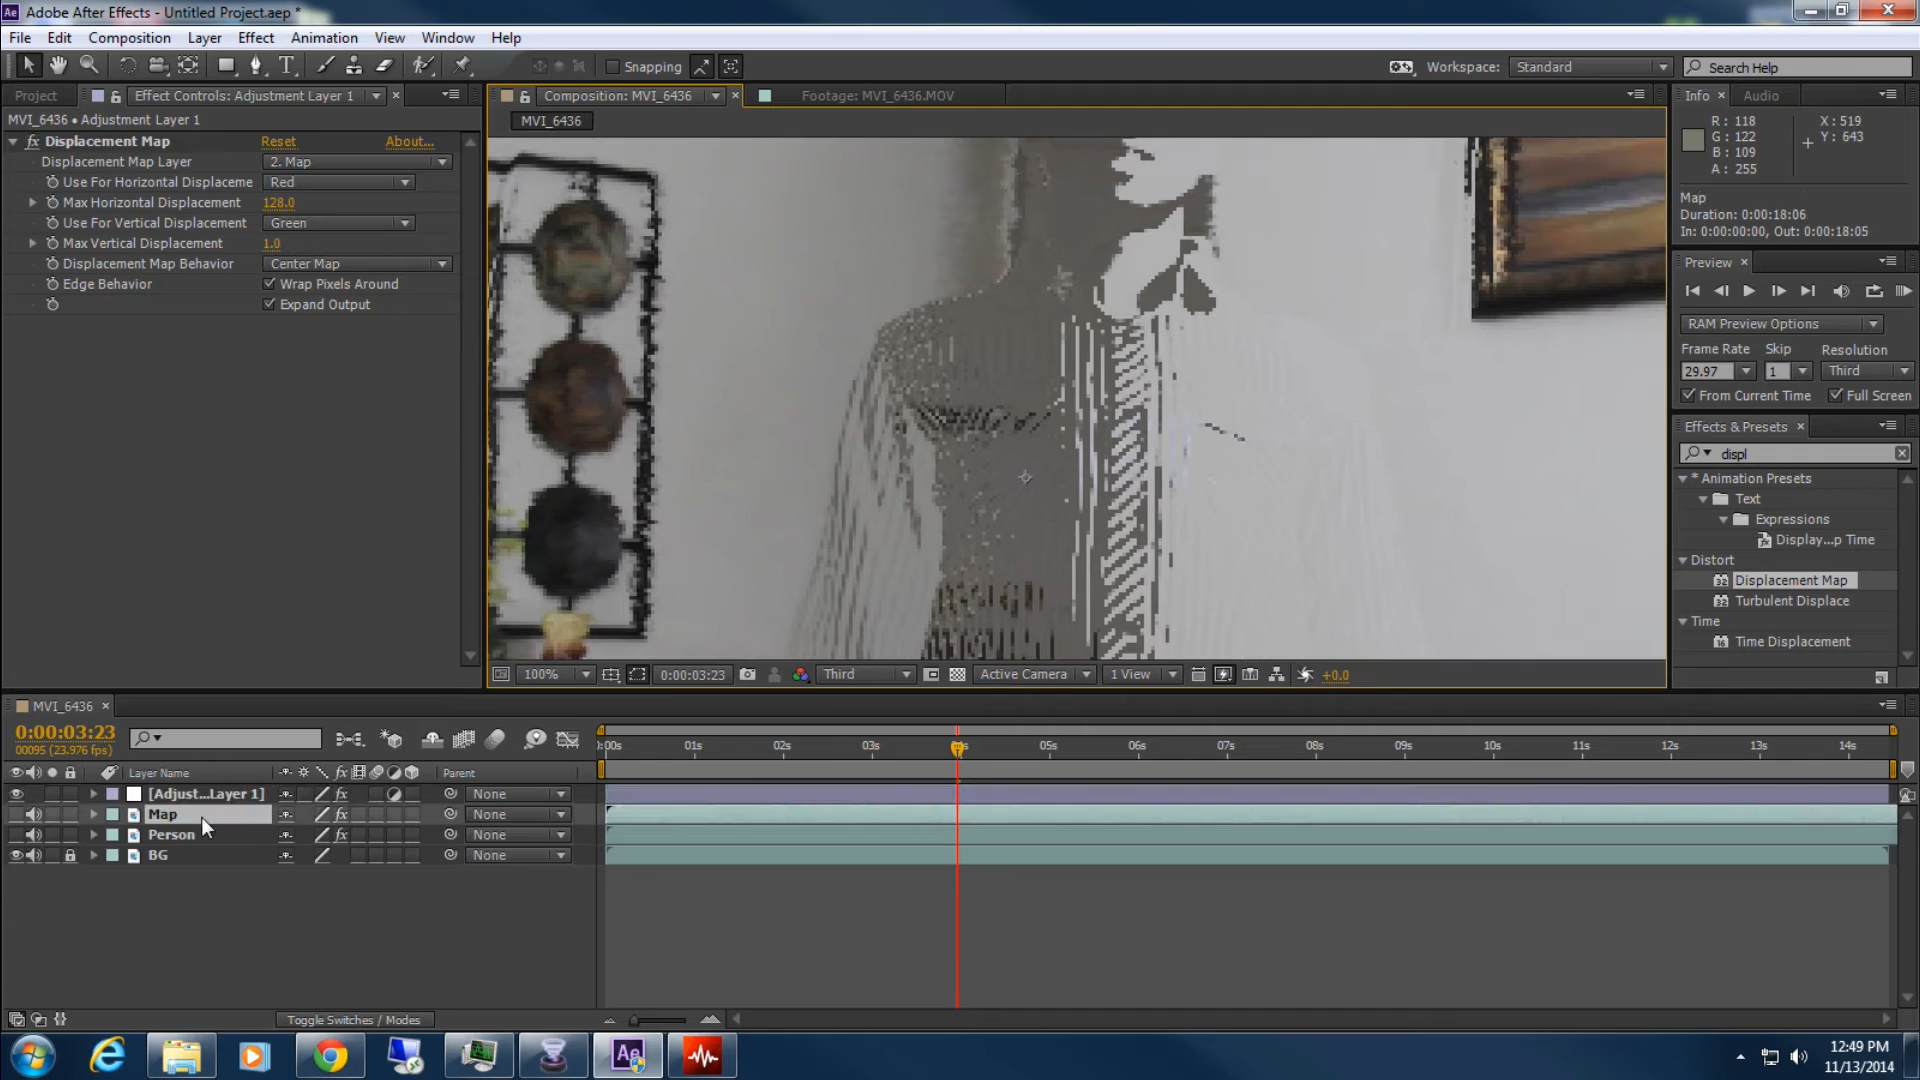 Adobe After Effects - Untitled Project.aep *
File Edit Composition Layer Effect Animation View Window Help
Snapping
Workspace: Standard
Search Help
Project Effect Controls: Adjustment Layer 1
Composition: MVI_6436
Footage: MVI_6436.MOV
Info Audio
MVI_6436 • Adjustment Layer 1
MVI_6436
R : 118
G : 122
B : 109
A : 255
X : 519
Y : 643
Displacement Map Reset About...
Displacement Map Layer 2. Map
Use For Horizontal Displaceme Red
Max Horizontal Displacement 128.0
Use For Vertical Displacement Green
Max Vertical Displacement 1.0
Displacement Map Behavior Center Map
Edge Behavior Wrap Pixels Around
Expand Output
Map
Duration: 0:00:18:06
In: 0:00:00:00, Out: 0:00:18:05
Preview
RAM Preview Options
Frame Rate Skip Resolution
29.97 1 Third
From Current Time Full Screen
Effects & Presets
displ
* Animation Presets
Text
Expressions
Display...p Time
Distort
32 Displacement Map
32 Turbulent Displace
Time
16 Time Displacement
100% 0:00:03:23 Third Active Camera 1 View +0.0
MVI_6436
0:00:03:23
00095 (23.976 fps)
:00s 01s 02s 03s 05s 06s 07s 08s 09s 10s 11s 12s 13s 14s
Layer Name fx Parent
[Adjust...Layer 1] fx None
Map fx None
Person fx None
BG None
Toggle Switches / Modes
Ae
12:49 PM
11/13/2014